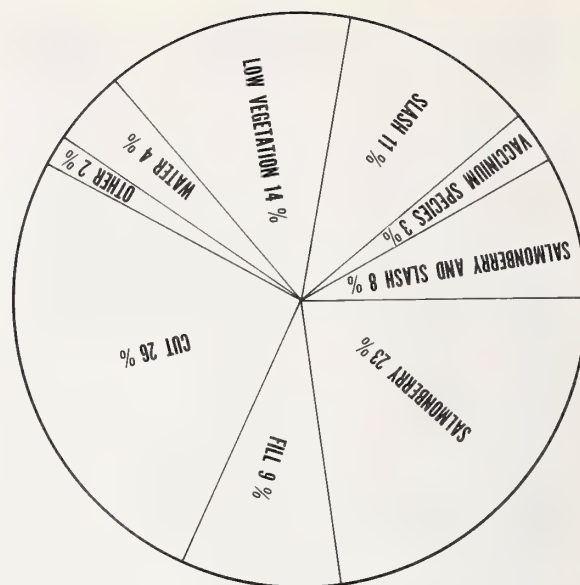 LOW VEGETATION 14 %
SLASH 11 %
VACCINIUM SPECIES 3%
SALMONBERRY AND SLASH 8 %
SALMONBERRY 23 %
FILL 9 %
CUT 26 %
OTHER 2 %
WATER 4 %